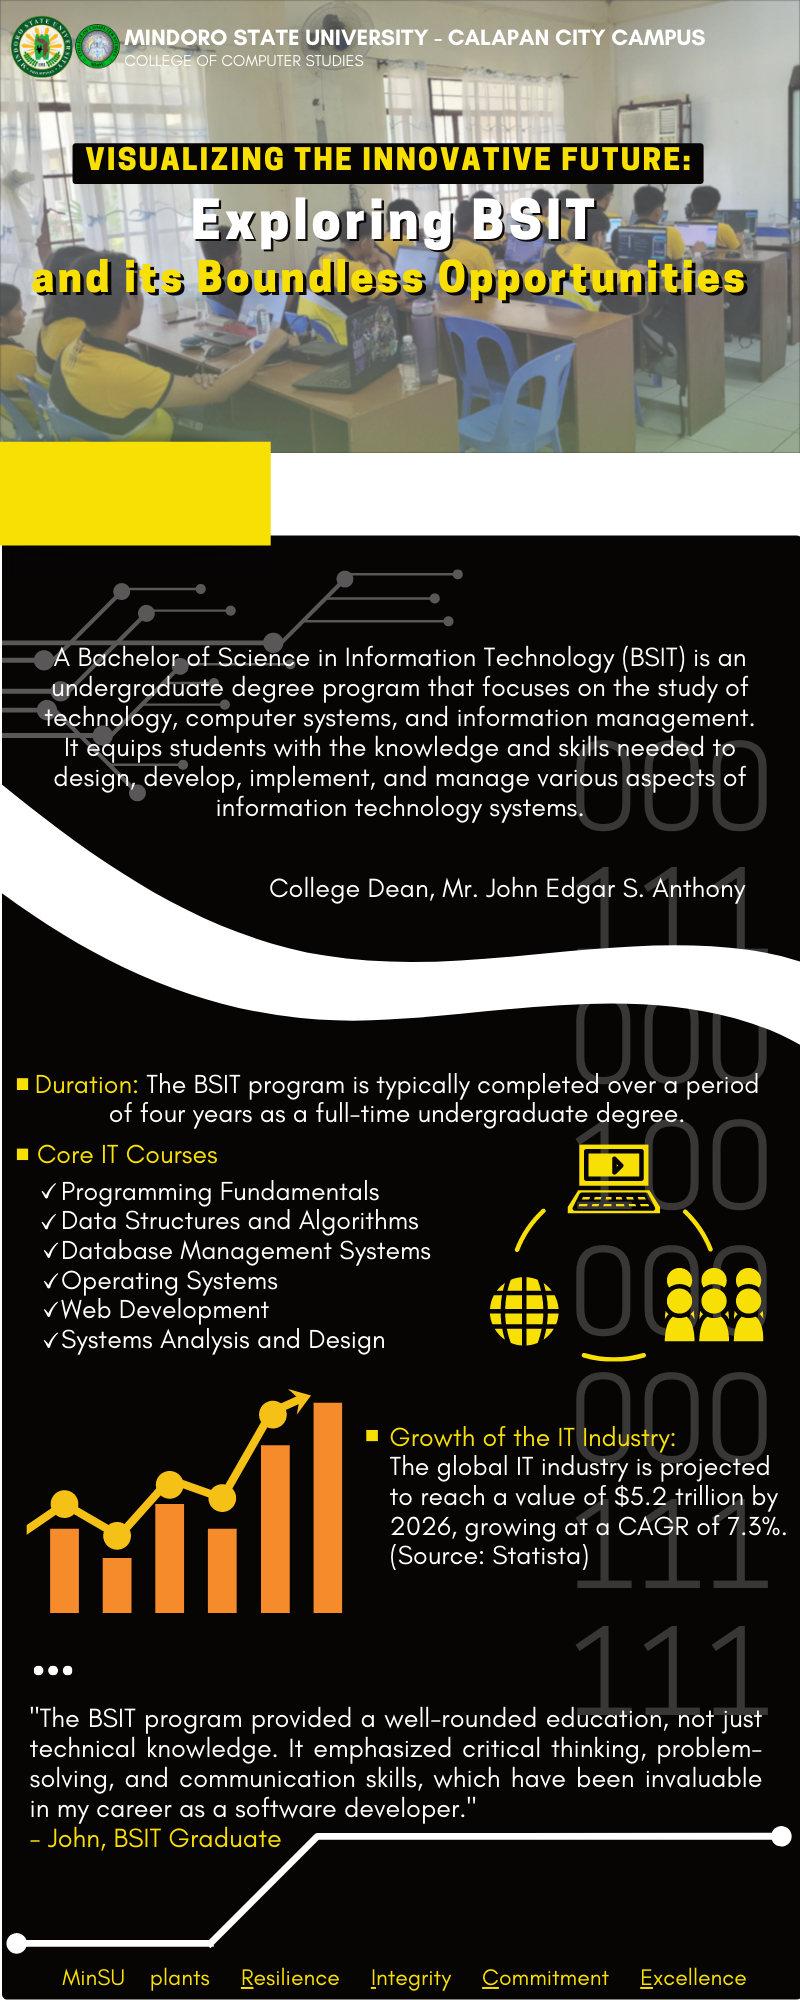 MINDORO STATE UNIVERSITY - CALAPAN CITY CAMPUS
COLLEGE OF COMPUTER STUDIES
VISUALIZING THE INNOVATIVE FUTURE:
Exploring BSIT
and its Boundless Opportunities
A Bachelor of Science in Information Technology (BSIT) is an
undergraduate degree program that focuses on the study of
technology, computer systems, and information management.
It equips students with the knowledge and skills needed to
design, develop, implement, and manage various aspects of
information technology systems.
College Dean, Mr. John Edgar S. Anthony
000
111
000
100
000
000
111
111
Duration: The BSIT program is typically completed over a period
of four years as a full-time undergraduate degree.
Core IT Courses
✓Programming Fundamentals
✓Data Structures and Algorithms
✓Database Management Systems
✓Operating Systems
✓Web Development
✓Systems Analysis and Design
Growth of the IT Industry:
The global IT industry is projected
to reach a value of $5.2 trillion by
2026, growing at a CAGR of 7.3%.
(Source: Statista)
...
"The BSIT program provided a well-rounded education, not just
technical knowledge. It emphasized critical thinking, problem-
solving, and communication skills, which have been invaluable
in my career as a software developer."
- John, BSIT Graduate
MinSU plants Resilience Integrity Commitment Excellence